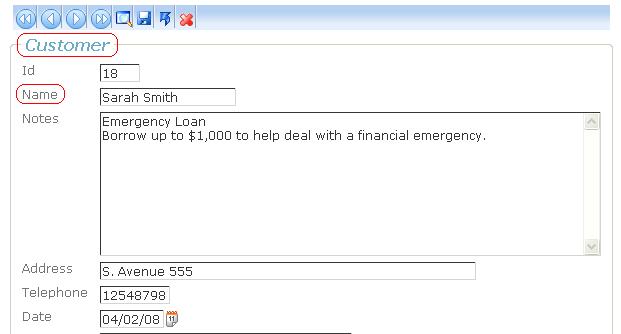 Customer
Id 18
Name Sarah Smith
Notes Emergency Loan
Borrow up to $1,000 to help deal with a financial emergency.
Address S. Avenue 555
Telephone 12548798
Date 04/02/08 11